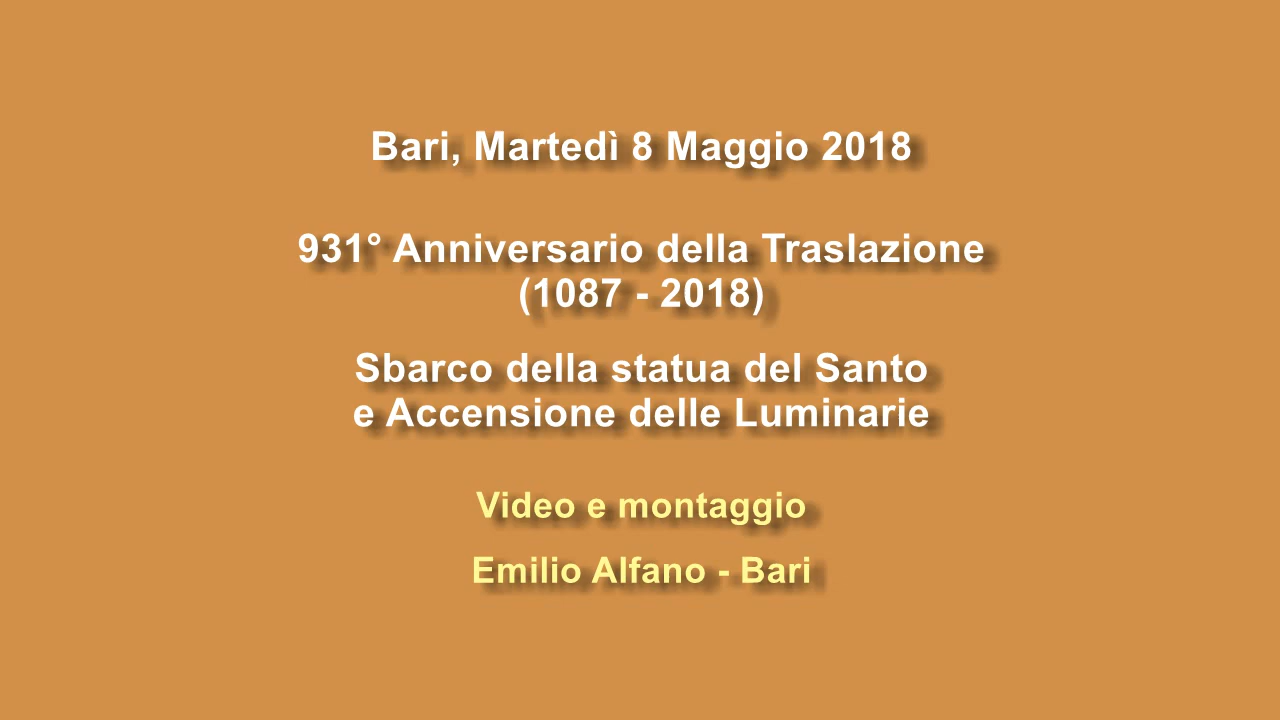 Bari, Martedì 8 Maggio 2018
931° Anniversario della Traslazione
(1087 - 2018)
Sbarco della statua del Santo
e Accensione delle Luminarie
Video e montaggio
Emilio Alfano - Bari